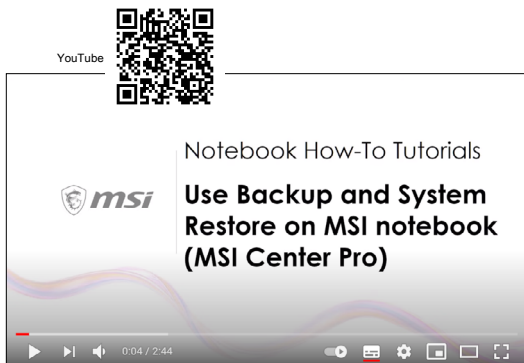 YouTube
Notebook How-To Tutorials
msi
Use Backup and System
Restore on MSI notebook
(MSI Center Pro)
0:04 / 2:44